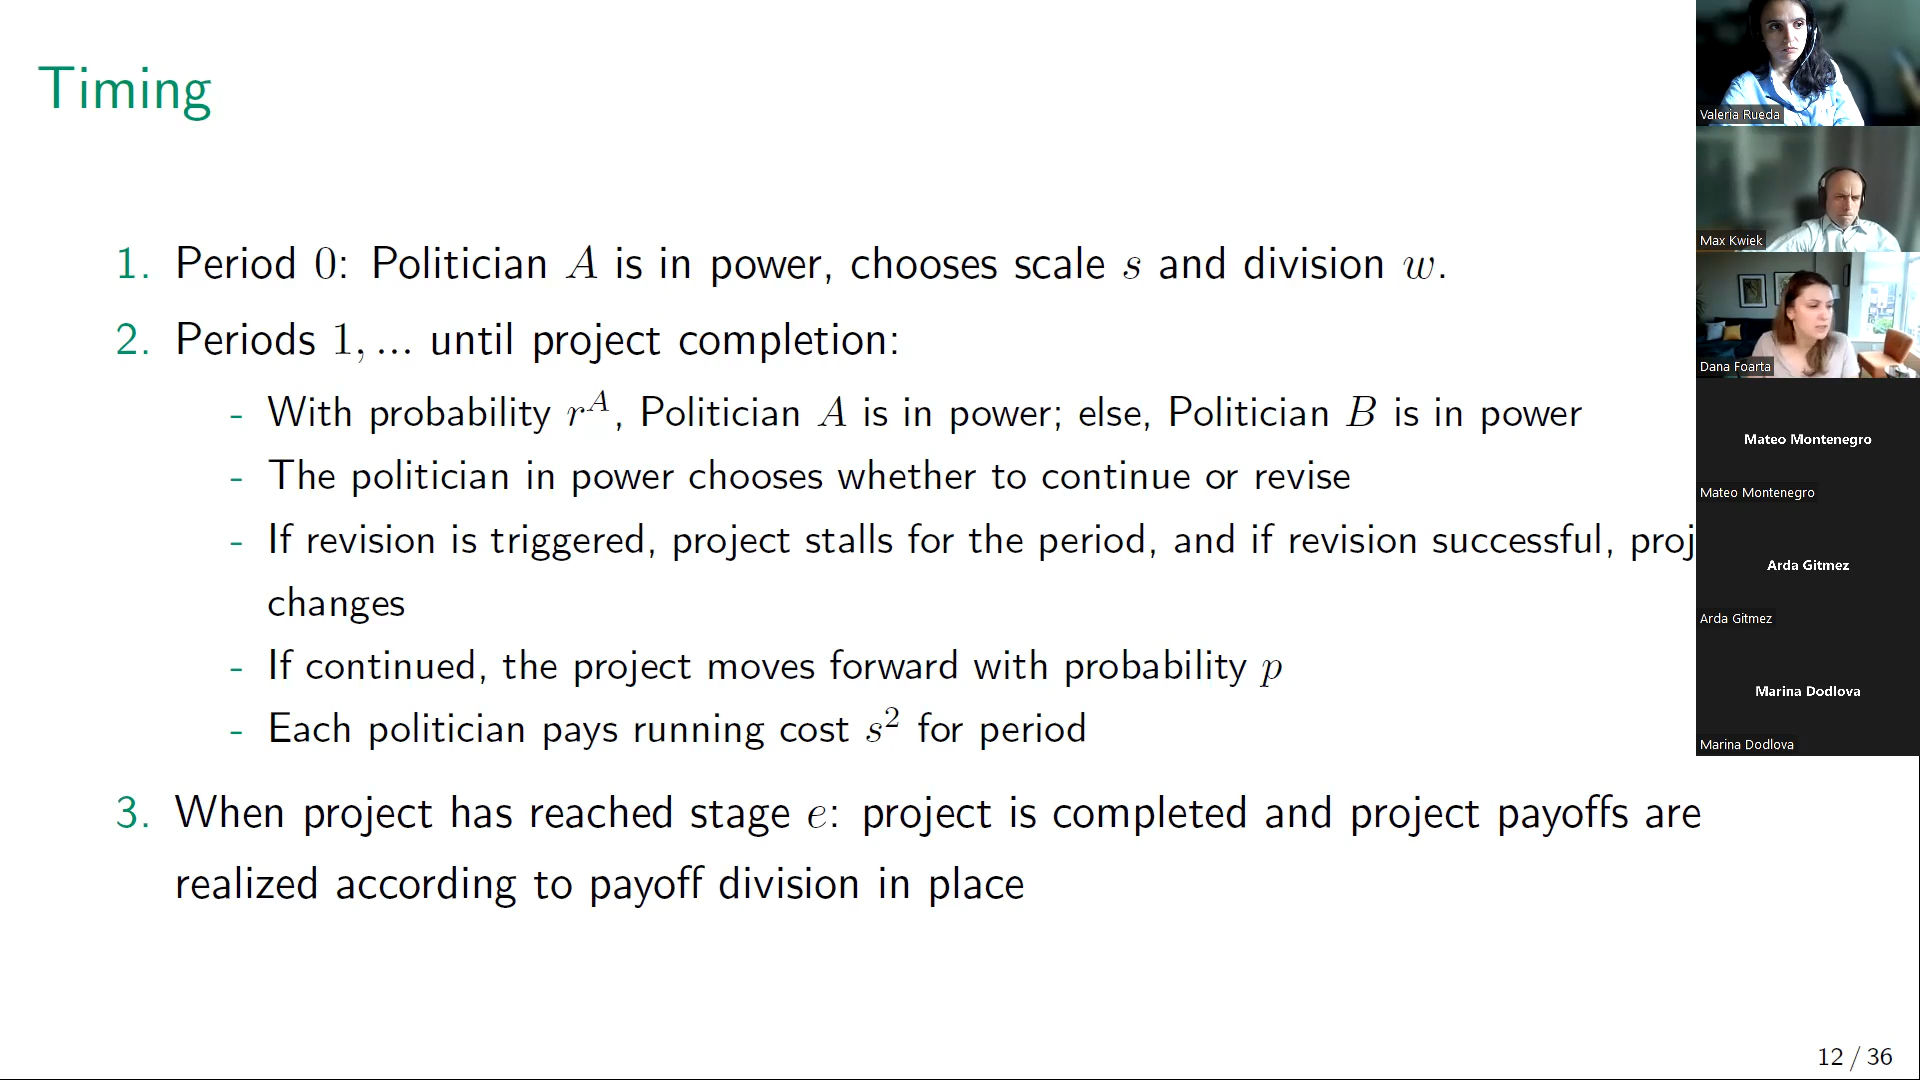 Timing
1. Period 0: Politician A is in power, chooses scale s and division w.
2. Periods 1, ... until project completion:
- With probability r^A, Politician A is in power; else, Politician B is in power
- The politician in power chooses whether to continue or revise
- If revision is triggered, project stalls for the period, and if revision successful, proj
changes
- If continued, the project moves forward with probability p
- Each politician pays running cost s² for period
3. When project has reached stage e: project is completed and project payoffs are
realized according to payoff division in place
12 / 36
Valeria Rueda
Max Kwiek
Dana Foarta
Mateo Montenegro
Mateo Montenegro
Arda Gitmez
Arda Gitmez
Marina Dodlova
Marina Dodlova